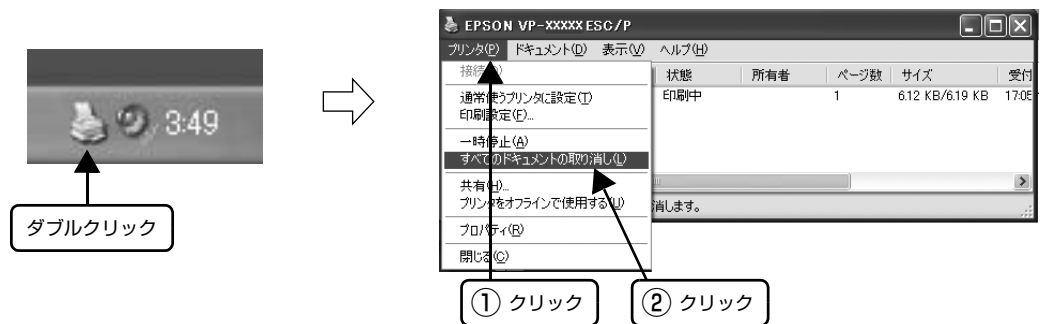 3:49
ダブルクリック
EPSON VP-XXXXX ESC/P
プリンタ(P) ドキュメント(D) 表示(V) ヘルプ(H)
状態 所有者 ページ数 サイズ 受付
印刷中 1 6.12 KB/6.19 KB 17:05
通常使うプリンタに設定(T)
印刷設定(F)...
一時停止(A)
すべてのドキュメントの取り消し(L)
共有(H)...
プリンタをオフラインで使用する(U)
消します。
プロパティ(R)
閉じる(C)
① クリック
② クリック